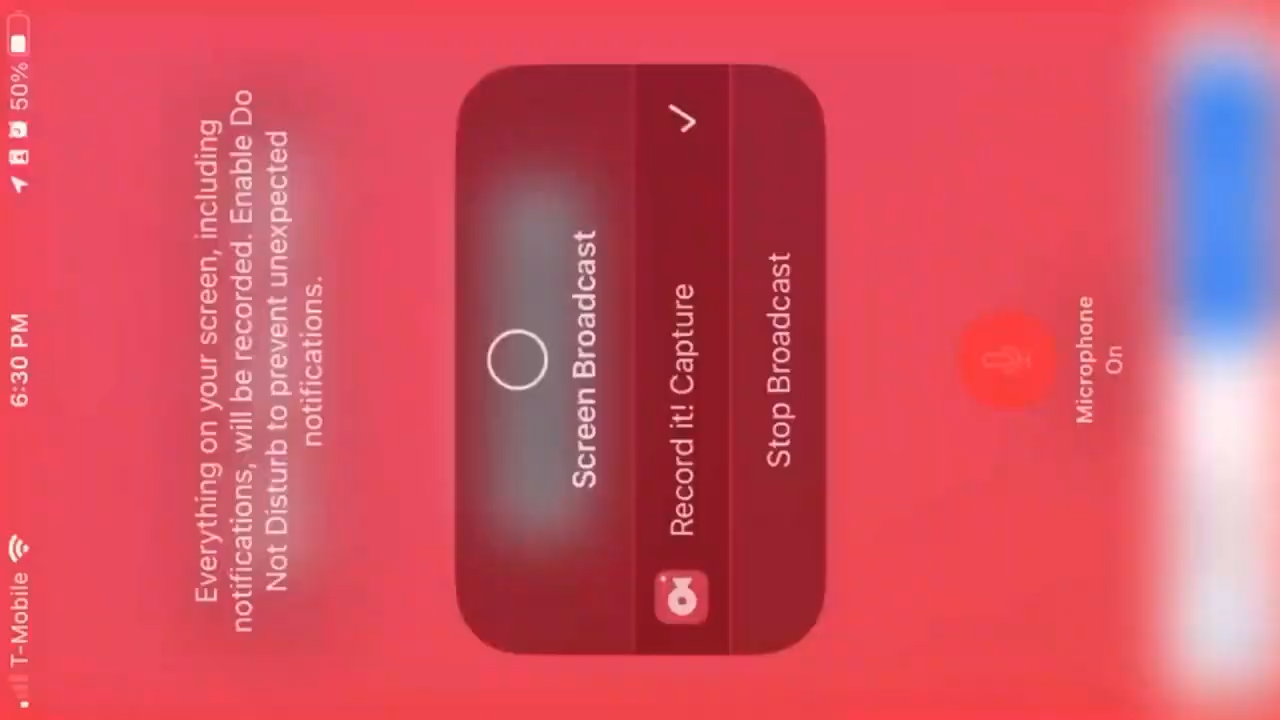 T-Mobile 6:30 PM 50%
Everything on your screen, including
notifications, will be recorded. Enable Do
Not Disturb to prevent unexpected
notifications.
Screen Broadcast
Record it! Capture
Stop Broadcast
Microphone
On